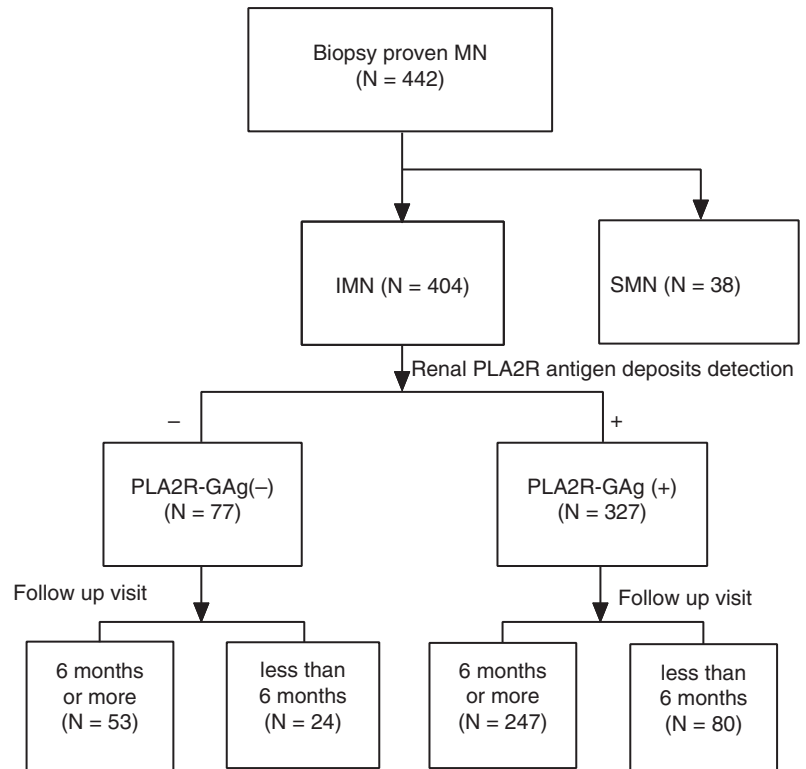 Biopsy proven MN
(N = 442)
IMN (N = 404)
SMN (N = 38)
Renal PLA2R antigen deposits detection
–
+
PLA2R-GAg(–)
(N = 77)
PLA2R-GAg (+)
(N = 327)
Follow up visit
Follow up visit
6 months
or more
(N = 53)
less than
6 months
(N = 24)
6 months
or more
(N = 247)
less than
6 months
(N = 80)